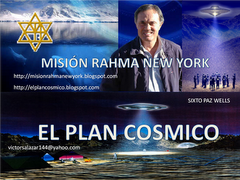 MISIÓN RAHMA NEW YORK
http://misionrahmanewyork.blogspot.com
http://elplancosmico.blogspot.com
SIXTO PAZ WELLS
EL PLAN COSMICO
victorsalazar144@yahoo.com